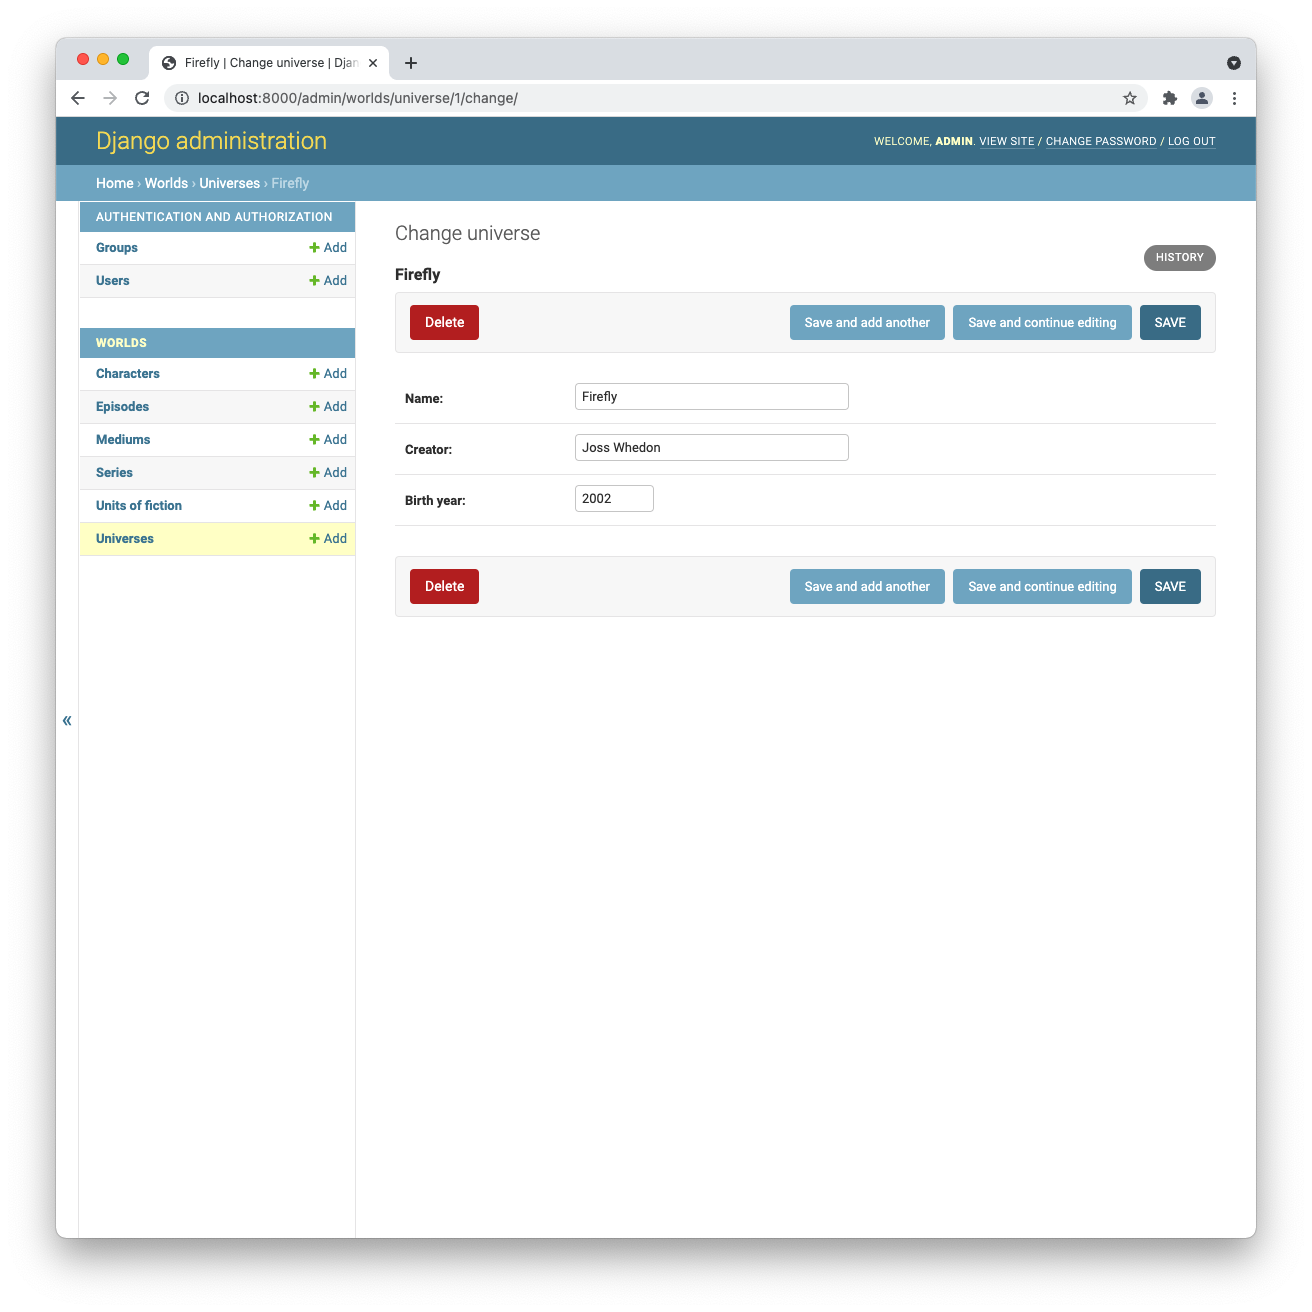 Firefly | Change universe | Djan
localhost:8000/admin/worlds/universe/1/change/
Django administration
WELCOME, ADMIN. VIEW SITE / CHANGE PASSWORD / LOG OUT
Home › Worlds › Universes › Firefly
AUTHENTICATION AND AUTHORIZATION
Groups + Add
Users + Add
WORLDS
Characters + Add
Episodes + Add
Mediums + Add
Series + Add
Units of fiction + Add
Universes + Add
«
Change universe
HISTORY
Firefly
Delete Save and add another Save and continue editing SAVE
Name: Firefly
Creator: Joss Whedon
Birth year: 2002
Delete Save and add another Save and continue editing SAVE